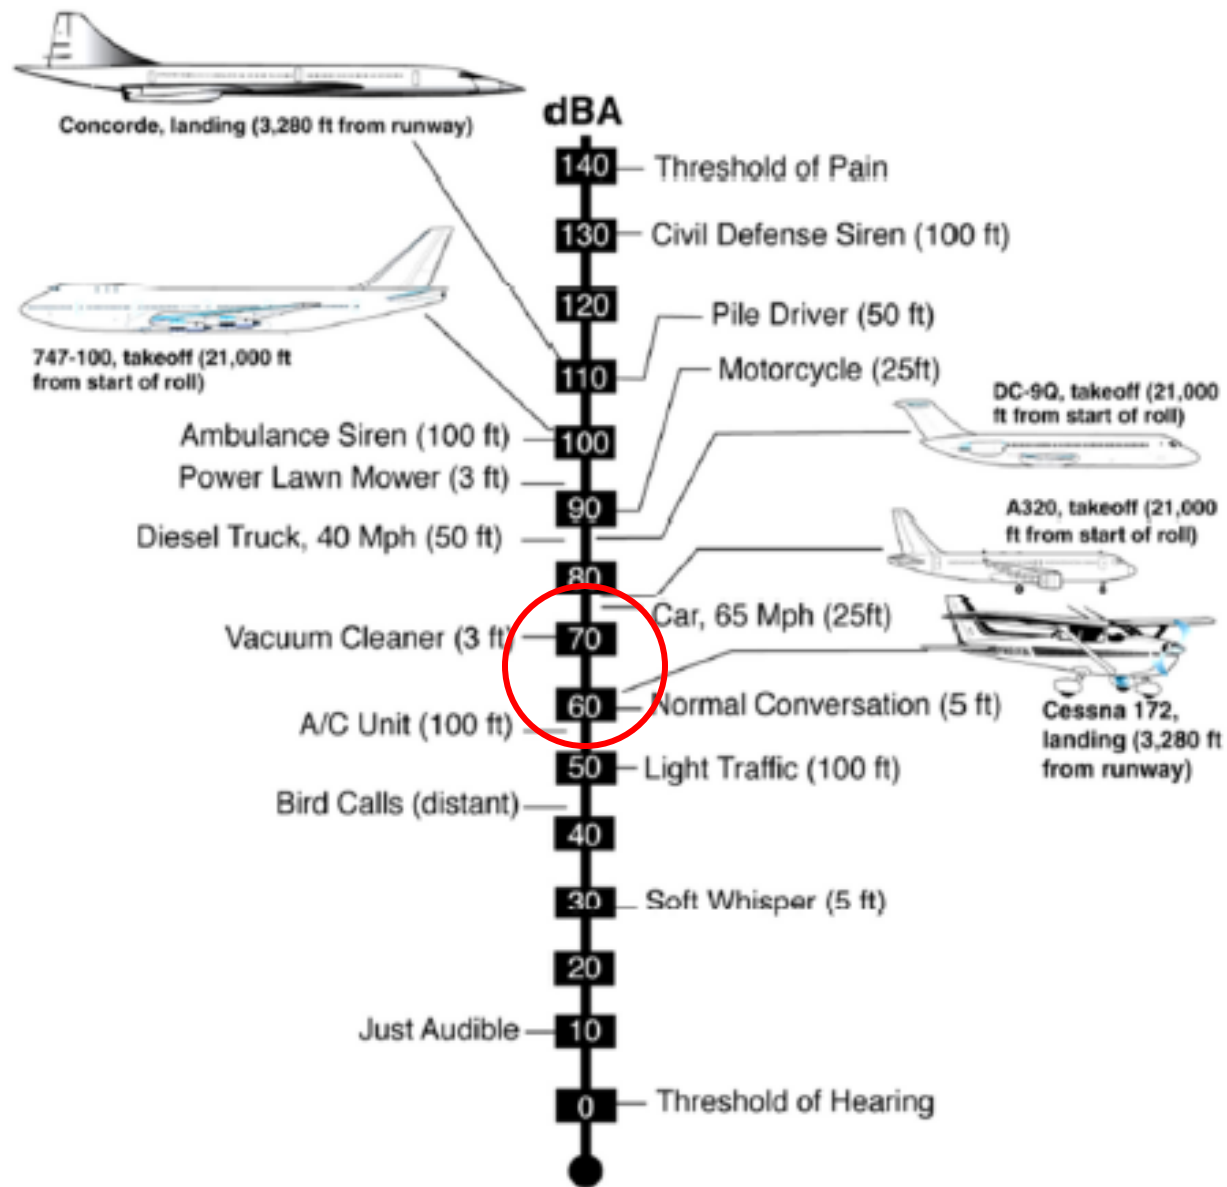 Concorde, landing (3,280 ft from runway)
dBA
140
Threshold of Pain
130
Civil Defense Siren (100 ft)
120
Pile Driver (50 ft)
747-100, takeoff (21,000 ft
from start of roll)
110
Motorcycle (25ft)
DC-9Q, takeoff (21,000
ft from start of roll)
Ambulance Siren (100 ft)
100
Power Lawn Mower (3 ft)
90
A320, takeoff (21,000
ft from start of roll)
Diesel Truck, 40 Mph (50 ft)
80
Car, 65 Mph (25ft)
Vacuum Cleaner (3 ft)
70
60
Normal Conversation (5 ft)
Cessna 172,
landing (3,280 ft
from runway)
A/C Unit (100 ft)
50
Light Traffic (100 ft)
Bird Calls (distant)
40
30
Soft Whisper (5 ft)
20
Just Audible
10
0
Threshold of Hearing